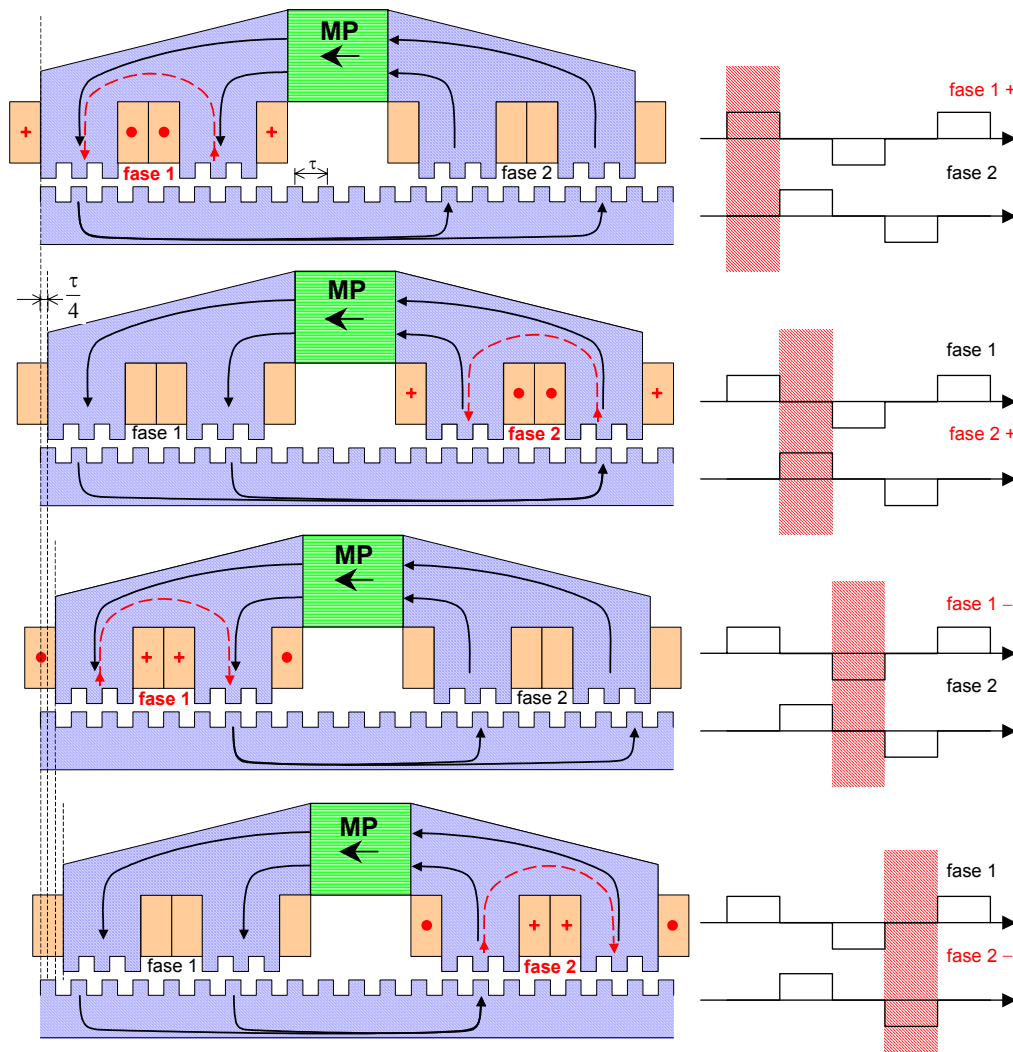 MP
fase 1 +
+
+
τ
fase 1
fase 2
fase 2
τ
4
MP
fase 1
+
+
fase 1
fase 2
fase 2 +
MP
fase 1 –
+ +
fase 1
fase 2
fase 2
MP
fase 1
+ +
fase 1
fase 2
fase 2 –